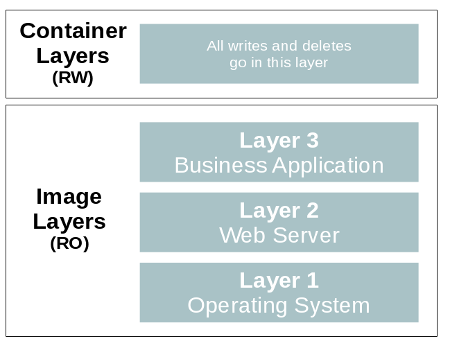 Container
Layers
(RW)
All writes and deletes
go in this layer
Image
Layers
(RO)
Layer 3
Business Application
Layer 2
Web Server
Layer 1
Operating System